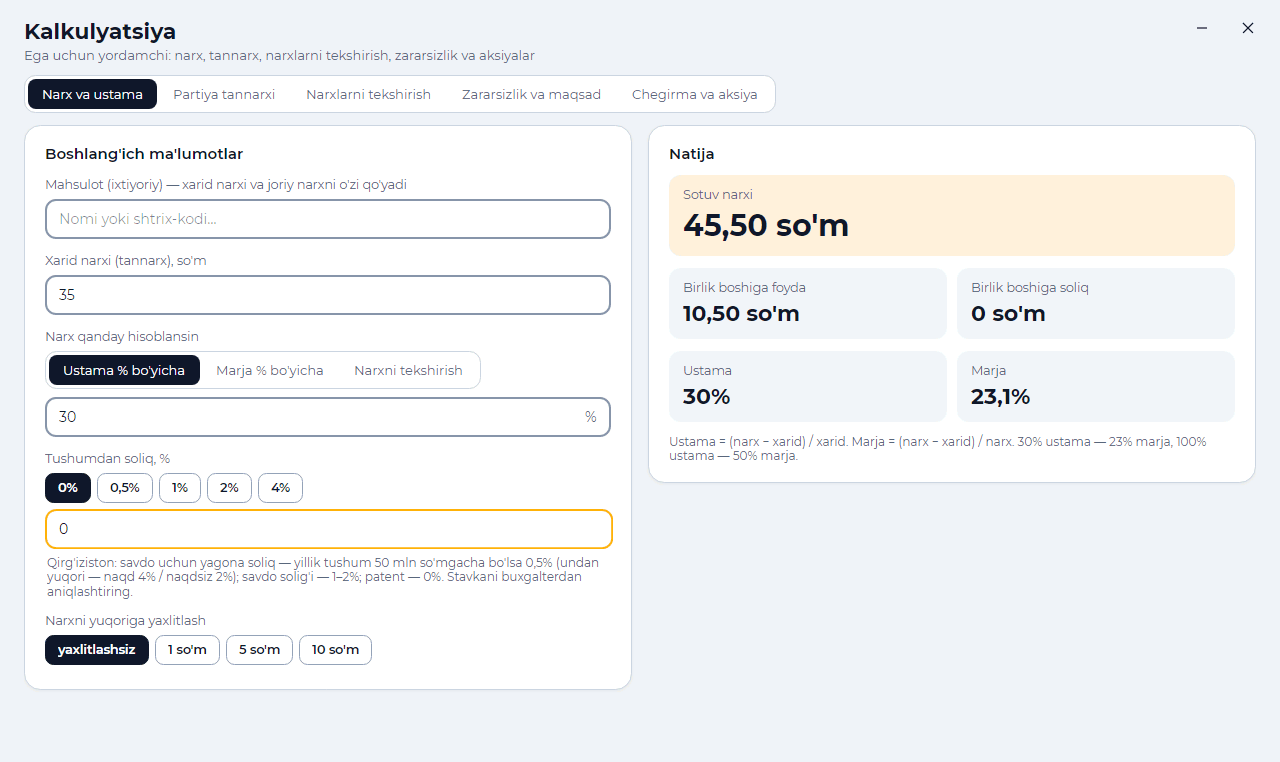 Kalkulyatsiya
Ega uchun yordamchi: narx, tannarx, narxlarni tekshirish, zararsizlik va aksiyalar
Narx va ustama
Partiya tannarxi
Narxlarni tekshirish
Zararsizlik va maqsad
Chegirma va aksiya
Boshlang'ich ma'lumotlar
Mahsulot (ixtiyoriy) — xarid narxi va joriy narxni o'zi qo'yadi
Nomi yoki shtrix-kodi...
Xarid narxi (tannarx), so'm
35
Narx qanday hisoblansin
Ustama % bo'yicha
Marja % bo'yicha
Narxni tekshirish
30 %
Tushumdan soliq, %
0%
0,5%
1%
2%
4%
0
Qirg'iziston: savdo uchun yagona soliq — yillik tushum 50 mln so'mgacha bo'lsa 0,5% (undan
yuqori — naqd 4% / naqdsiz 2%); savdo solig'i — 1–2%; patent — 0%. Stavkani buxgalterdan
aniqlashtiring.
Narxni yuqoriga yaxlitlash
yaxlitlashsiz
1 so'm
5 so'm
10 so'm
Natija
Sotuv narxi
45,50 so'm
Birlik boshiga foyda
10,50 so'm
Birlik boshiga soliq
0 so'm
Ustama
30%
Marja
23,1%
Ustama = (narx − xarid) / xarid. Marja = (narx − xarid) / narx. 30% ustama — 23% marja, 100%
ustama — 50% marja.